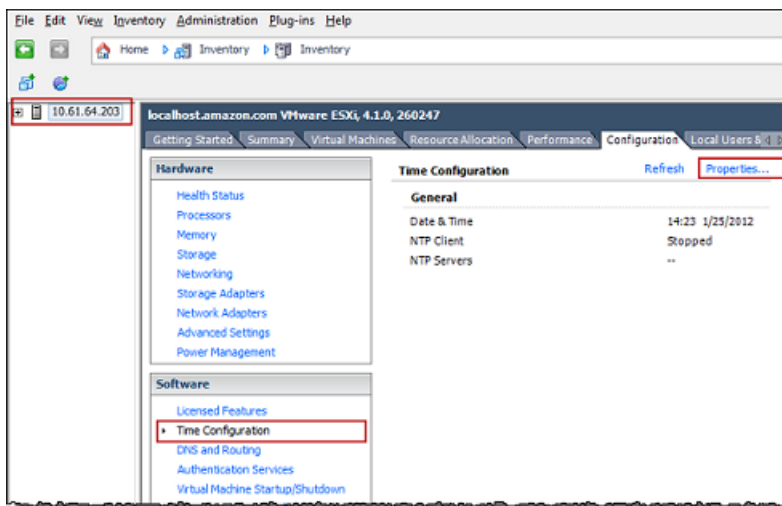 File Edit View Inventory Administration Plug-ins Help
Home Inventory Inventory
10.61.64.203
localhost.amazon.com VMware ESXi, 4.1.0, 260247
Getting Started Summary Virtual Machines Resource Allocation Performance Configuration Local Users &
Hardware
Health Status
Processors
Memory
Storage
Networking
Storage Adapters
Network Adapters
Advanced Settings
Power Management
Software
Licensed Features
Time Configuration
DNS and Routing
Authentication Services
Virtual Machine Startup/Shutdown
Time Configuration Refresh Properties...
General
Date & Time 14:23 1/25/2012
NTP Client Stopped
NTP Servers --